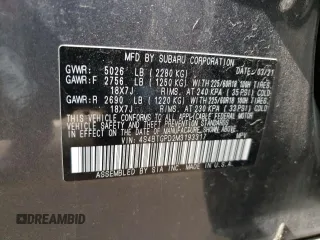 MFD BY SUBARU CORPORATION
GVWR: 5026 LB (2280 KG) DATE: 03/21
GAWR:F 2756 LB (1250 KG) WITH 225/60R18 100H TIRES,
18X7J RIMS, AT 240 KPA (35 PSI) COLD
GAWR:R 2690 LB (1220 KG) WITH 225/60R18 100H TIRES,
18X7J RIMS, AT 230 KPA (33 PSI) COLD
THIS VEHICLE CONFORMS TO ALL APPLICABLE
FEDERAL MOTOR VEHICLE SAFETY AND THEFT PREVENTION
STANDARDS IN EFFECT ON THE DATE OF
MANUFACTURE SHOWN ABOVE.
VIN: 4S4BTGPD0M3193317
ASSEMBLED BY SIA, INC. IN U.S.A.